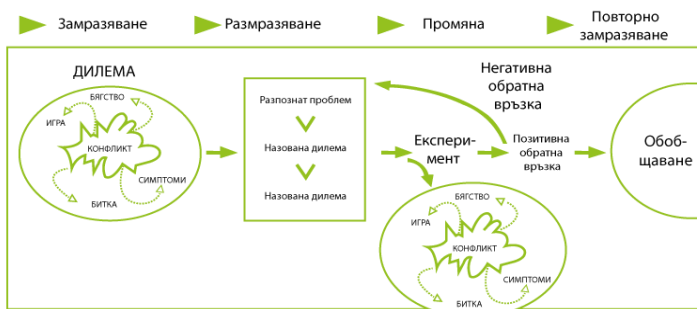 Замразяване
Размразяване
Промяна
Повторно
замразяване
ДИЛЕМА
БЯГСТВО
ИГРА
КОНФЛИКТ
СИМПТОМИ
БИТКА
Разпознат проблем
Назована дилема
Назована дилема
Негативна
обратна
връзка
Експери-
мент
Позитивна
обратна
връзка
Обоб-
щаване
БЯГСТВО
ИГРА
КОНФЛИКТ
СИМПТОМИ
БИТКА